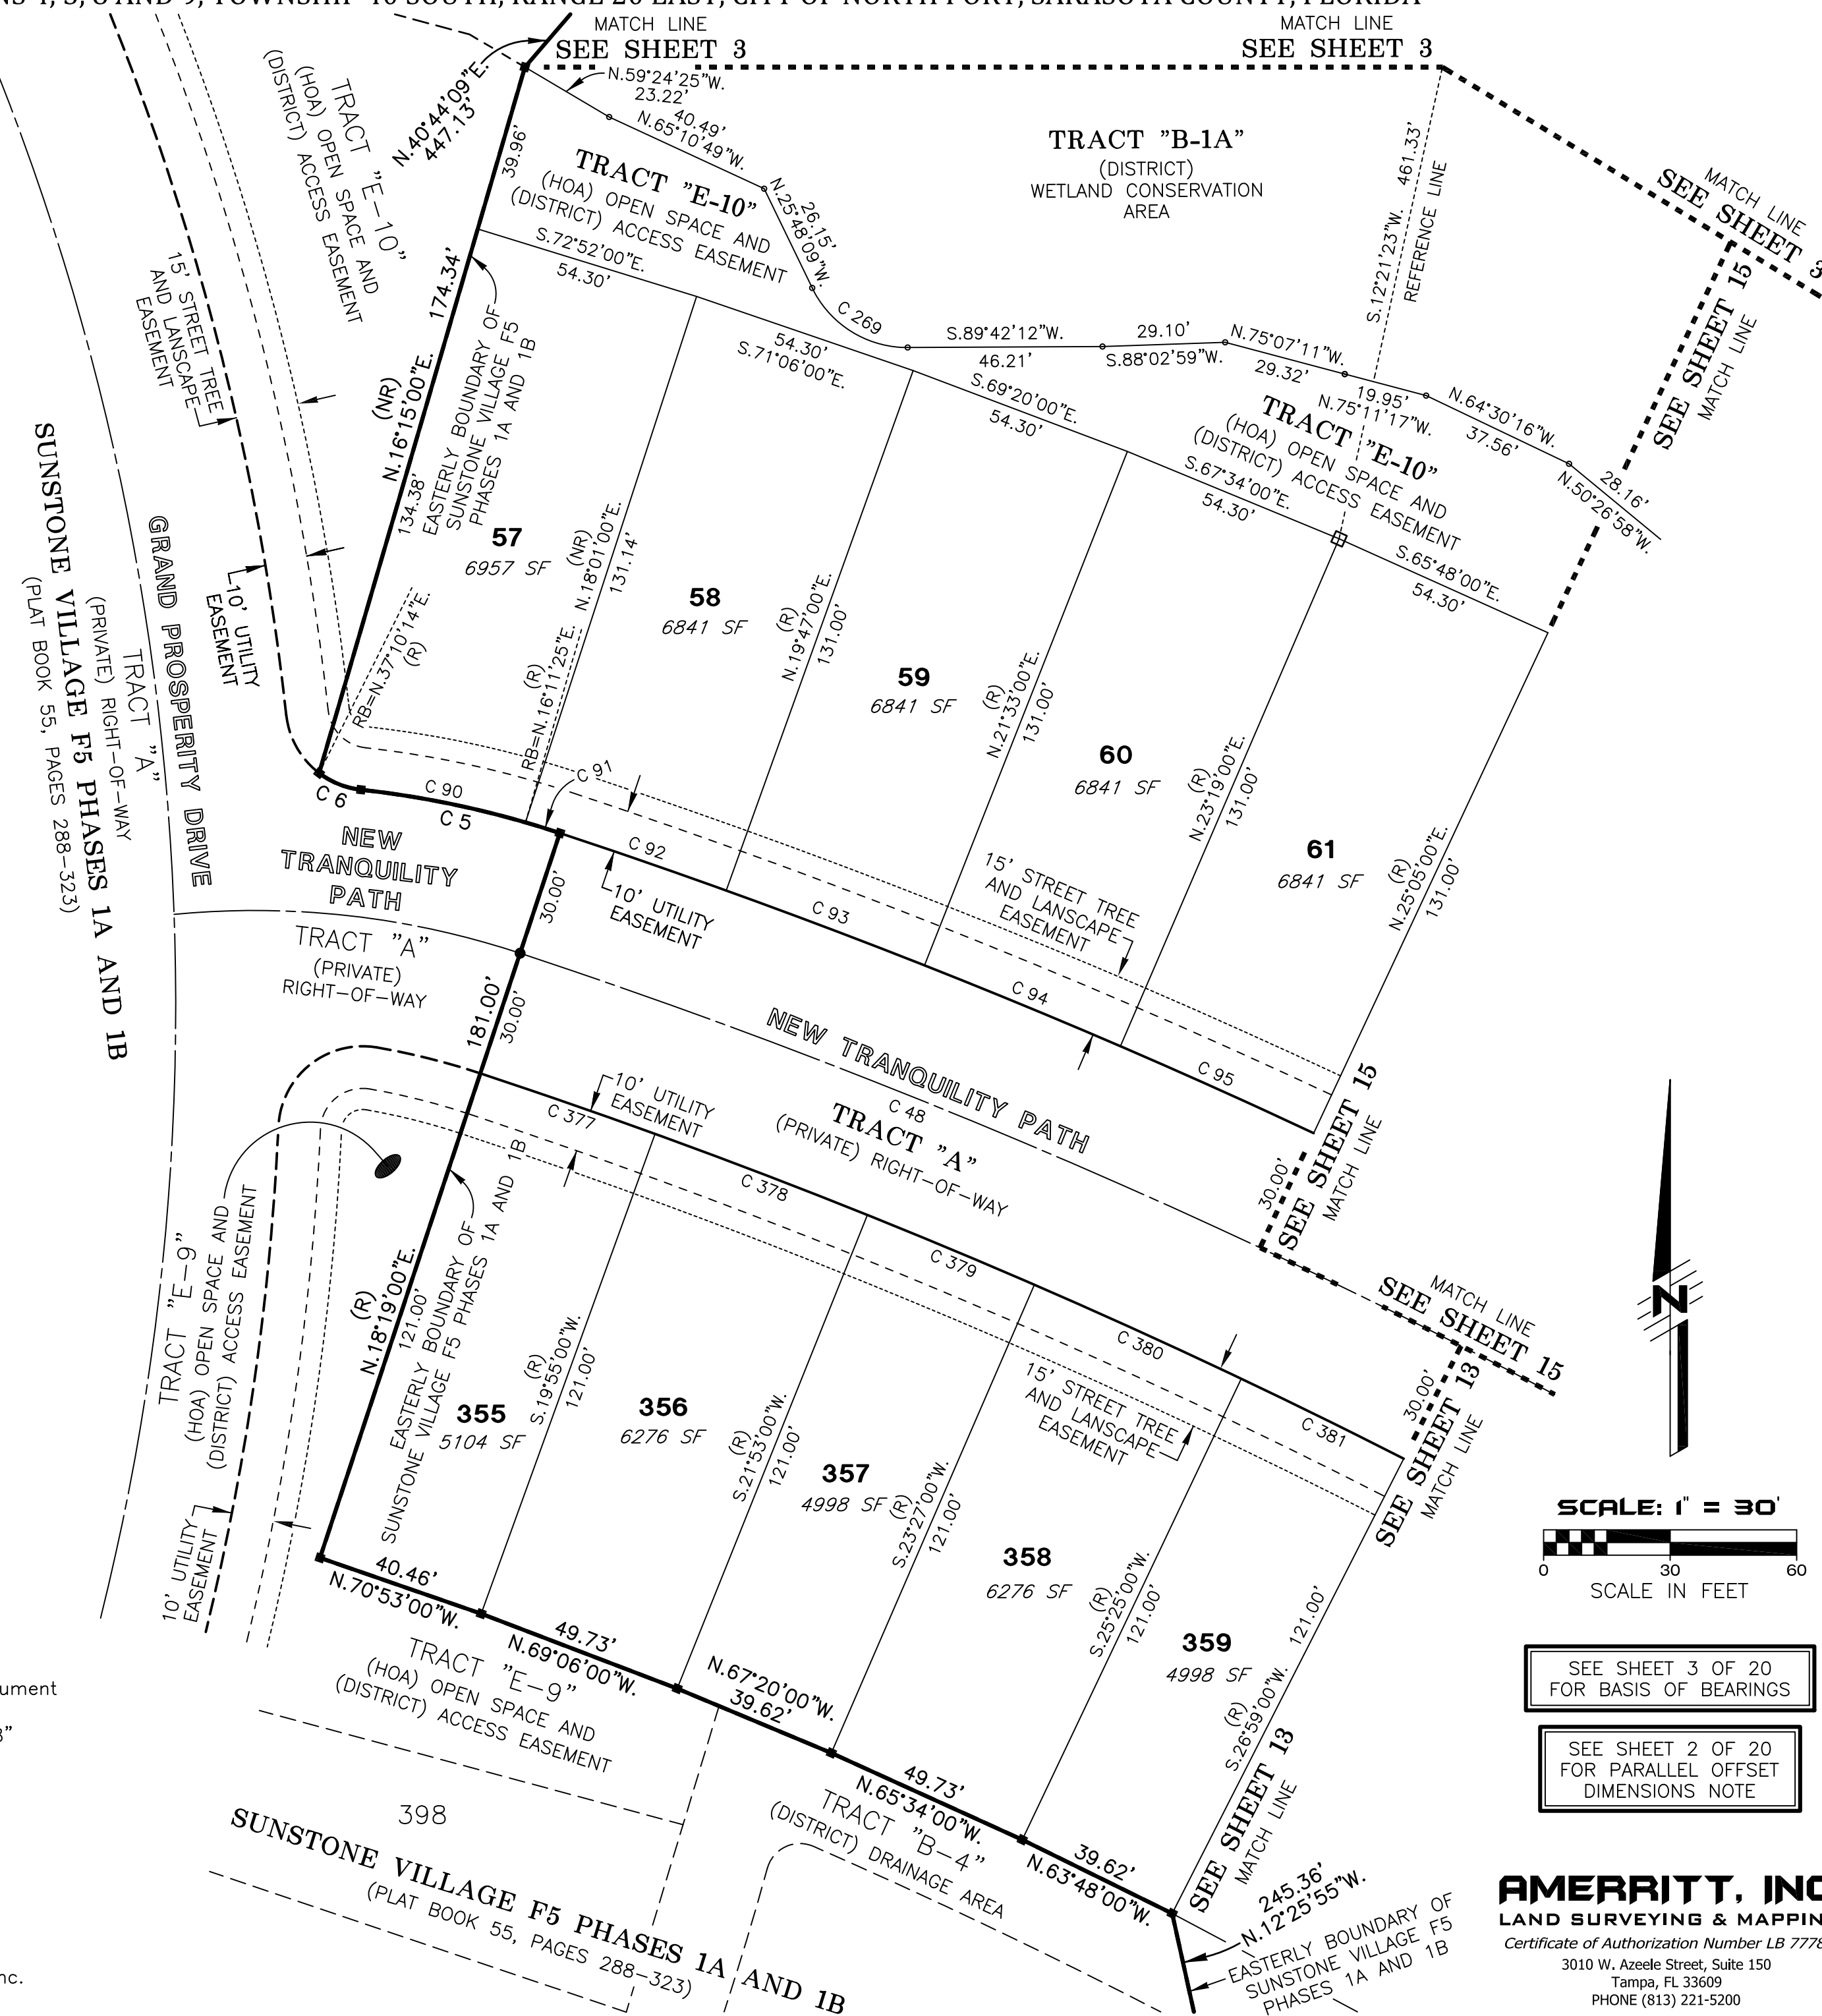 MATCH LINE
SEE SHEET 3
MATCH LINE
SEE SHEET 3
MATCH LINE
SEE SHEET 3
N.40°44'09"E.
447.13'
N.59°24'25"W.
23.22'
40.49'
N.65°10'49"W.
26.15'
N.25°48'09"W.
C 269
S.89°42'12"W.
46.21'
29.10'
S.88°02'59"W.
N.75°07'11"W.
29.32'
19.95'
N.75°11'17"W.
N.64°30'16"W.
37.56'
28.16'
N.50°26'58"W.
TRACT "B-1A"
(DISTRICT)
WETLAND CONSERVATION
AREA
S.12°21'23"W. 461.33'
REFERENCE LINE
SEE SHEET 15
MATCH LINE
TRACT "E-10"
(HOA) OPEN SPACE AND
(DISTRICT) ACCESS EASEMENT
TRACT "E-10"
(HOA) OPEN SPACE AND
(DISTRICT) ACCESS EASEMENT
TRACT "E-10"
(HOA) OPEN SPACE AND
(DISTRICT) ACCESS EASEMENT
15' STREET TREE
AND LANDSCAPE
EASEMENT
10' UTILITY
EASEMENT
39.96'
174.34'
(NR)
N.16°15'00"E.
134.38'
EASTERLY BOUNDARY OF
SUNSTONE VILLAGE F5
PHASES 1A AND 1B
S.72°52'00"E.
54.30'
54.30'
S.71°06'00"E.
S.69°20'00"E.
54.30'
S.67°34'00"E.
54.30'
S.65°48'00"E.
54.30'
57
6957 SF
58
6841 SF
59
6841 SF
60
6841 SF
61
6841 SF
RB=N.37°10'14"E.
(R)
(NR)
N.18°01'00"E.
131.14'
(R)
RB=N.16°11'25"E.
(R)
N.19°47'00"E.
131.00'
(R)
N.21°33'00"E.
131.00'
(R)
N.23°19'00"E.
131.00'
(R)
N.25°05'00"E.
131.00'
SUNSTONE VILLAGE F5 PHASES 1A AND 1B
(PLAT BOOK 55, PAGES 288-323)
TRACT "A"
(PRIVATE) RIGHT-OF-WAY
GRAND PROSPERITY DRIVE
C 6
C 90
C 5
C 91
C 92
C 93
C 94
C 95
NEW
TRANQUILITY
PATH
TRACT "A"
(PRIVATE)
RIGHT-OF-WAY
10' UTILITY
EASEMENT
15' STREET TREE
AND LANSCAPE
EASEMENT
30.00'
181.00'
30.00'
NEW TRANQUILITY PATH
C 48
TRACT "A"
(PRIVATE) RIGHT-OF-WAY
30.00'
SEE SHEET 15
MATCH LINE
MATCH LINE
SEE SHEET 15
30.00'
SEE SHEET 13
MATCH LINE
10' UTILITY
EASEMENT
C 377
C 378
C 379
C 380
C 381
TRACT "E-9"
(HOA) OPEN SPACE AND
(DISTRICT) ACCESS EASEMENT
10' UTILITY
EASEMENT
(R)
N.18°19'00"E.
121.00'
EASTERLY BOUNDARY OF
SUNSTONE VILLAGE F5 PHASES 1A AND 1B
355
5104 SF
(R)
S.19°55'00"W.
121.00'
356
6276 SF
(R)
S.21°53'00"W.
121.00'
357
4998 SF
(R)
S.23°27'00"W.
121.00'
358
6276 SF
(R)
S.25°25'00"W.
121.00'
359
4998 SF
(R)
S.26°59'00"W.
121.00'
15' STREET TREE
AND LANSCAPE
EASEMENT
40.46'
N.70°53'00"W.
49.73'
N.69°06'00"W.
N.67°20'00"W.
39.62'
49.73'
N.65°34'00"W.
39.62'
N.63°48'00"W.
SEE SHEET 13
MATCH LINE
245.36'
N.12°25'55"W.
EASTERLY BOUNDARY OF
SUNSTONE VILLAGE F5
PHASES 1A AND 1B
TRACT "E-9"
(HOA) OPEN SPACE AND
(DISTRICT) ACCESS EASEMENT
TRACT "B-4"
(DISTRICT) DRAINAGE AREA
398
SUNSTONE VILLAGE F5 PHASES 1A AND 1B
(PLAT BOOK 55, PAGES 288-323)
N
SCALE: 1" = 30'
0 30 60
SCALE IN FEET
SEE SHEET 3 OF 20
FOR BASIS OF BEARINGS
SEE SHEET 2 OF 20
FOR PARALLEL OFFSET
DIMENSIONS NOTE
AMERRITT, INC
LAND SURVEYING & MAPPIN
Certificate of Authorization Number LB 7778
3010 W. Azeele Street, Suite 150
Tampa, FL 33609
PHONE (813) 221-5200